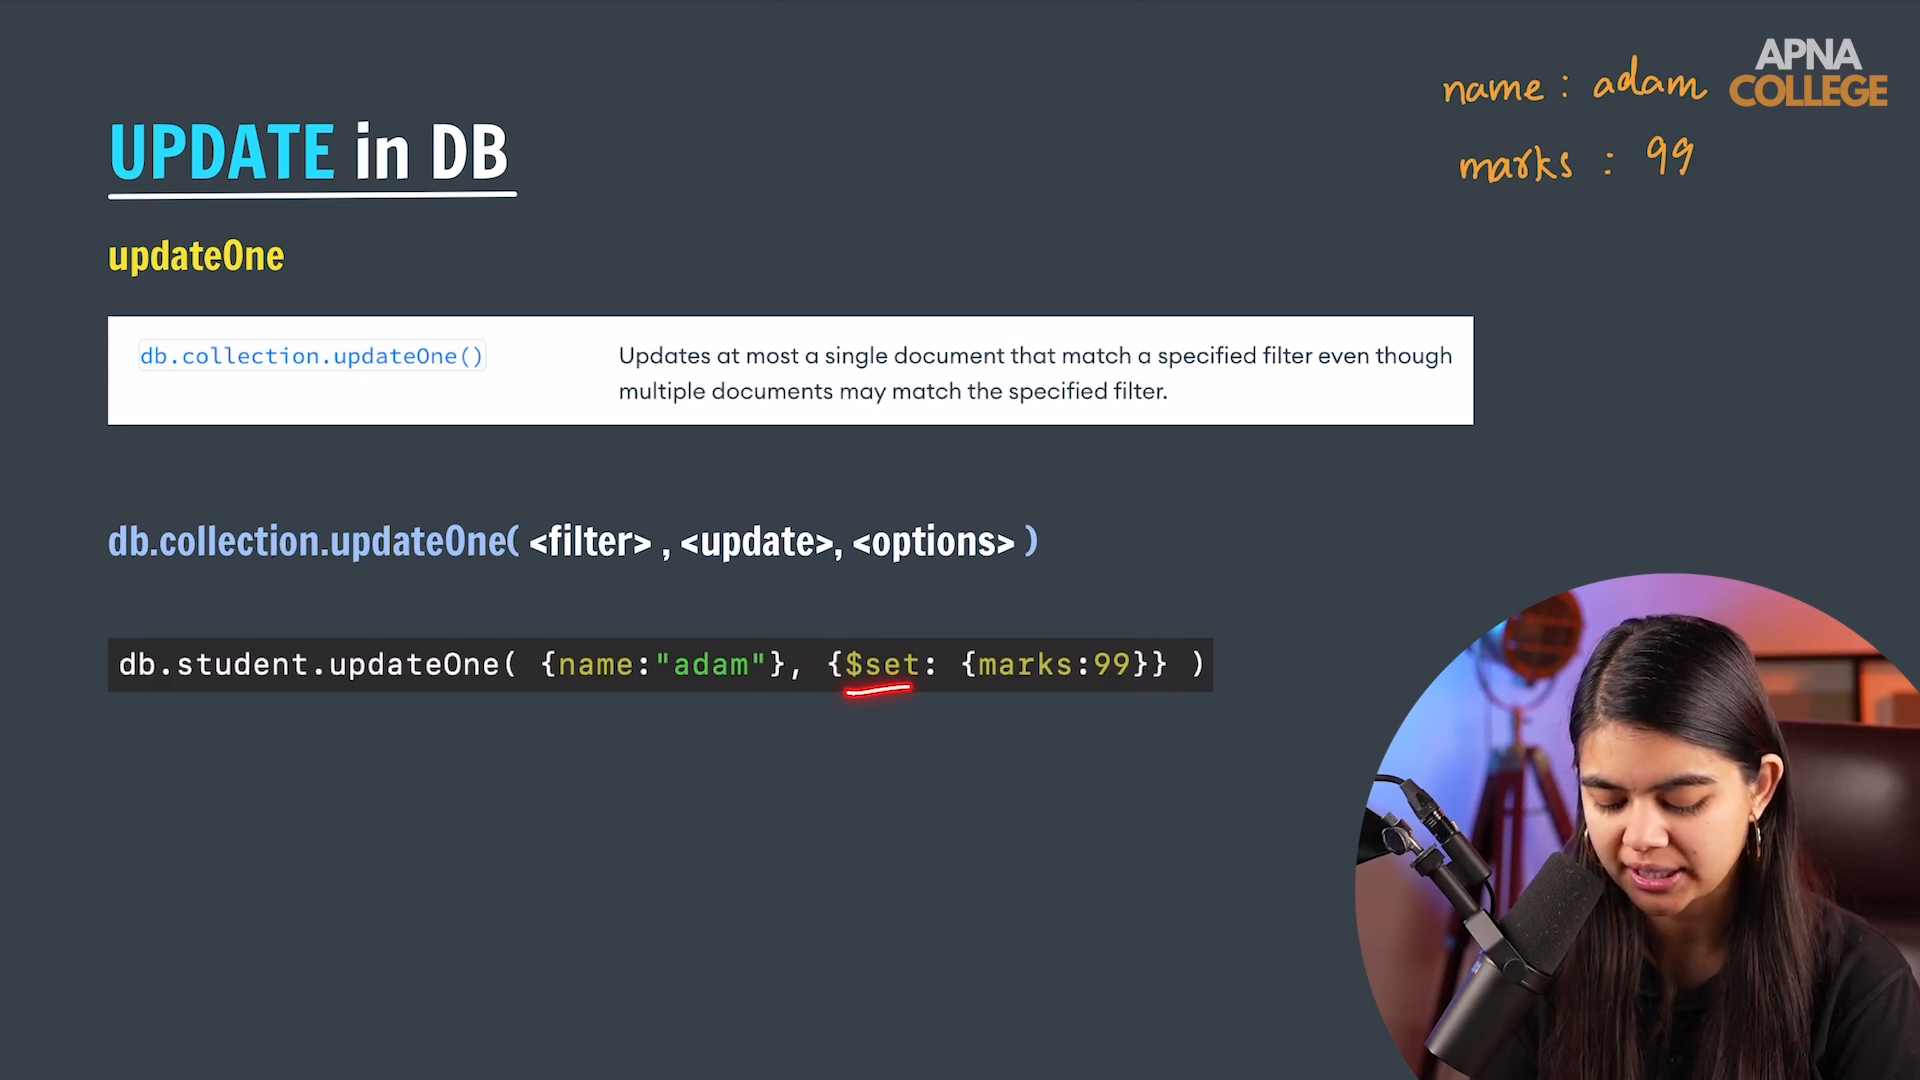 APNA
COLLEGE
name : adam
marks : 99
UPDATE in DB
updateOne
db.collection.updateOne()
Updates at most a single document that match a specified filter even though
multiple documents may match the specified filter.
db.collection.updateOne( <filter> , <update>, <options> )
db.student.updateOne( {name:"adam"}, {$set: {marks:99}} )